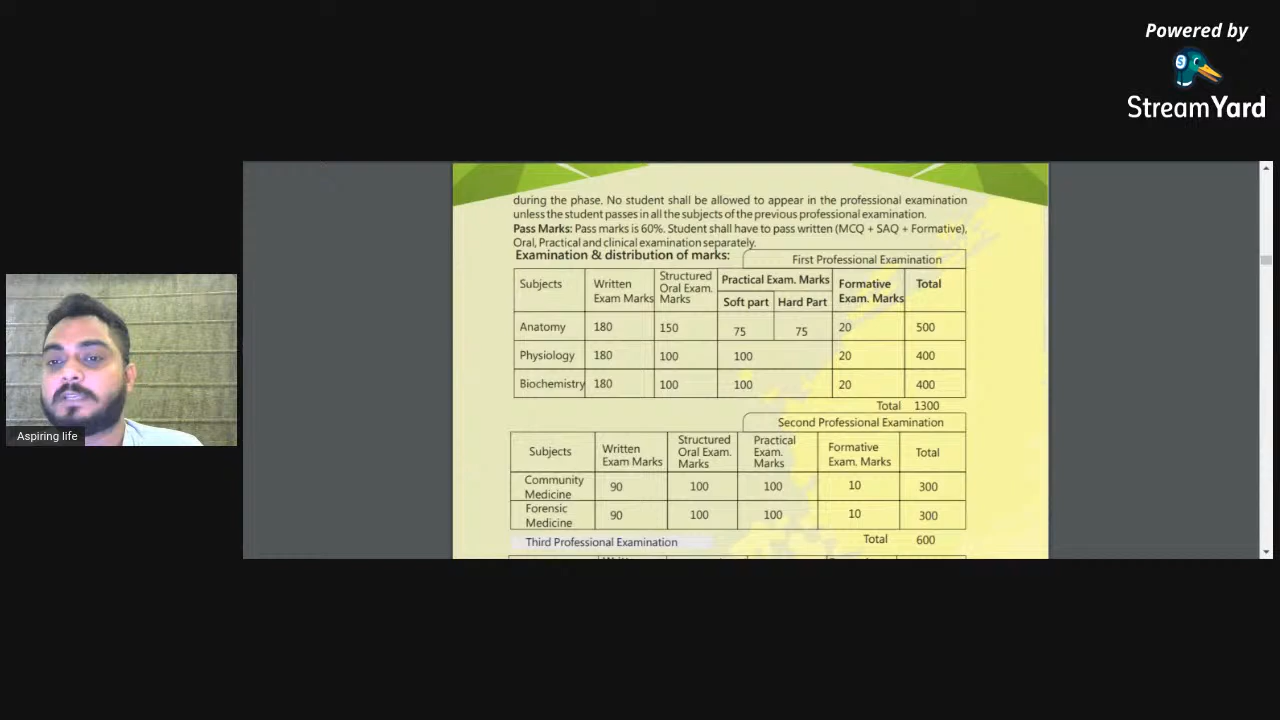 Powered by
StreamYard
during the phase. No student shall be allowed to appear in the professional examination
unless the student passes in all the subjects of the previous professional examination.
Pass Marks: Pass marks is 60%. Student shall have to pass written (MCQ + SAQ + Formative),
Oral, Practical and clinical examination separately.
Examination & distribution of marks:
First Professional Examination
Subjects
Written
Exam Marks
Structured
Oral Exam.
Marks
Practical Exam. Marks
Soft part
Hard Part
Formative
Exam. Marks
Total
Anatomy 180 150 75 75 20 500
Physiology 180 100 100 20 400
Biochemistry 180 100 100 20 400
Total 1300
Second Professional Examination
Subjects
Written
Exam Marks
Structured
Oral Exam.
Marks
Practical
Exam.
Marks
Formative
Exam. Marks
Total
Community
Medicine
90 100 100 10 300
Forensic
Medicine
90 100 100 10 300
Third Professional Examination
Total 600
Aspiring life